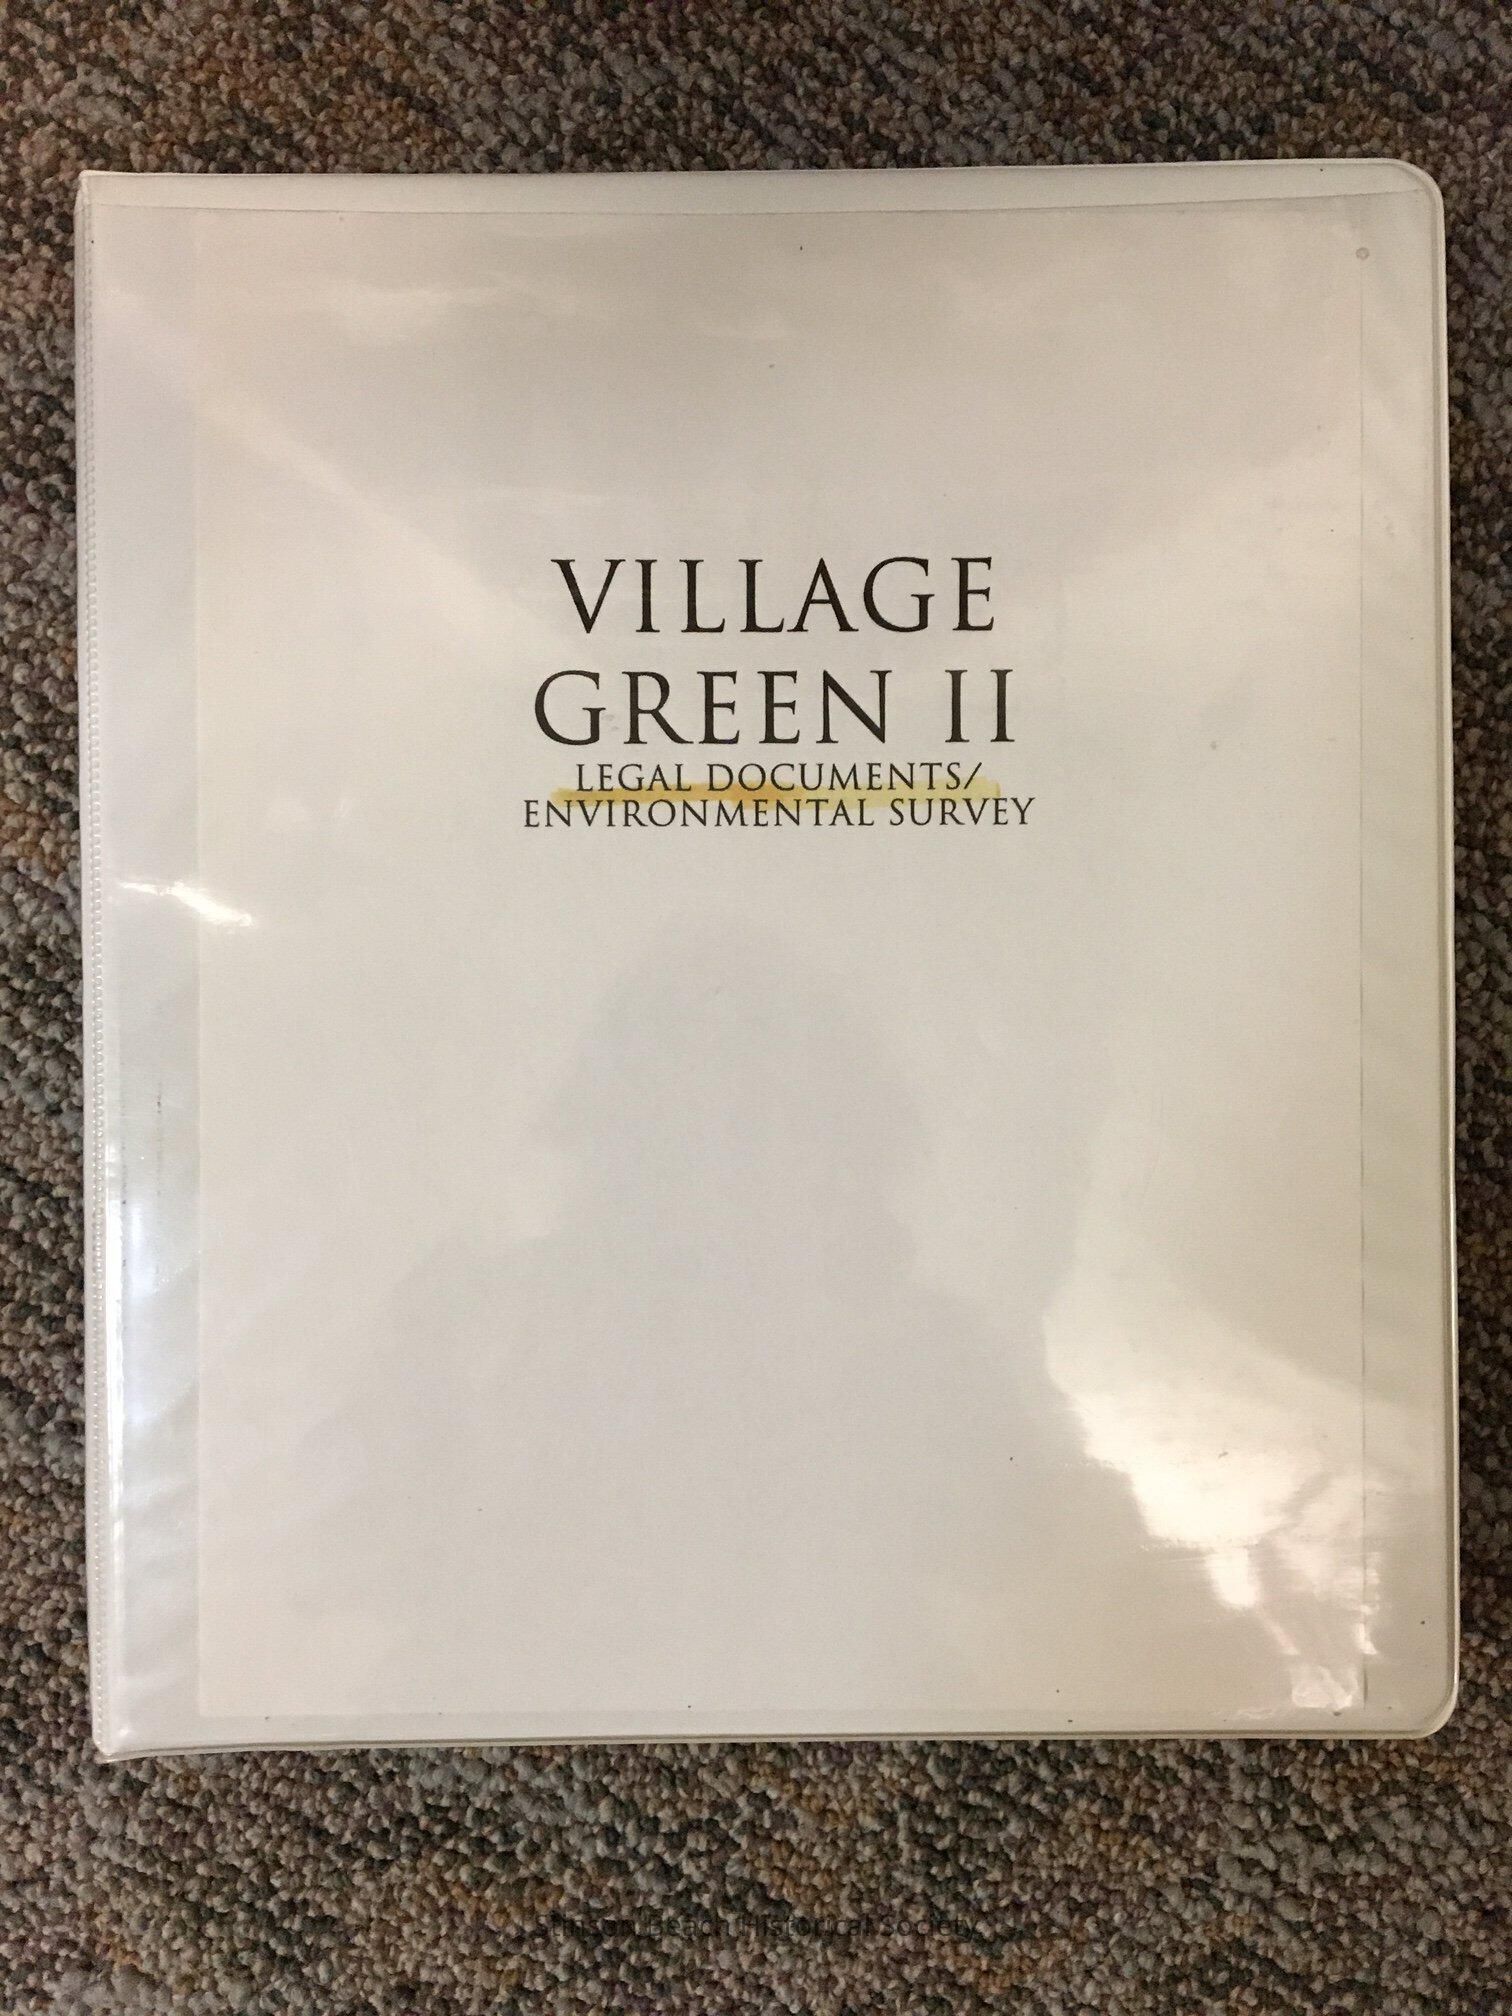 VILLAGE
GREEN II
LEGAL DOCUMENTS/
ENVIRONMENTAL SURVEY
Stinson Beach Historical Society